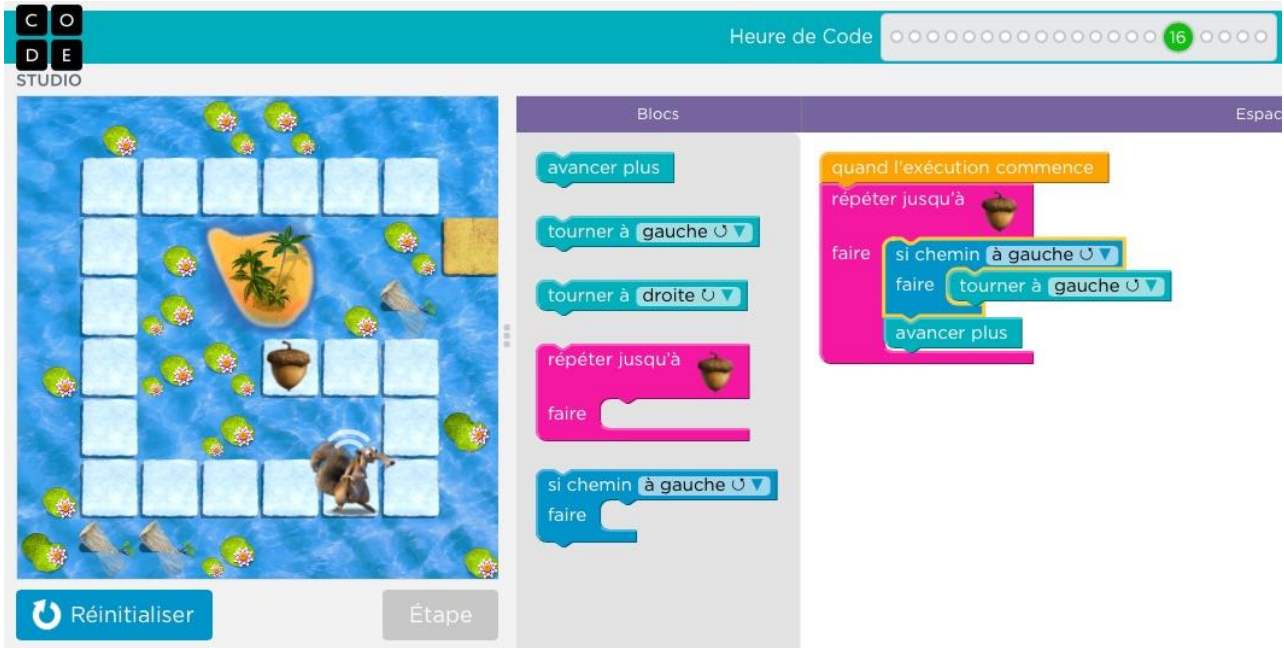 CODE
STUDIO
Heure de Code
16
Blocs
Espac
avancer plus
tourner à gauche
tourner à droite
répéter jusqu'à
faire
si chemin à gauche
faire
quand l'exécution commence
répéter jusqu'à
faire
si chemin à gauche
faire
tourner à gauche
avancer plus
Réinitialiser
Étape